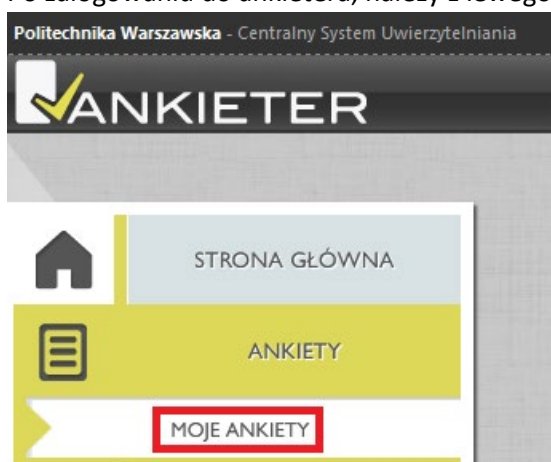 Po zalogowaniu do ankietera, należy z lewego
Politechnika Warszawska - Centralny System Uwierzytelniania
ANKIETER
STRONA GŁÓWNA
ANKIETY
MOJE ANKIETY